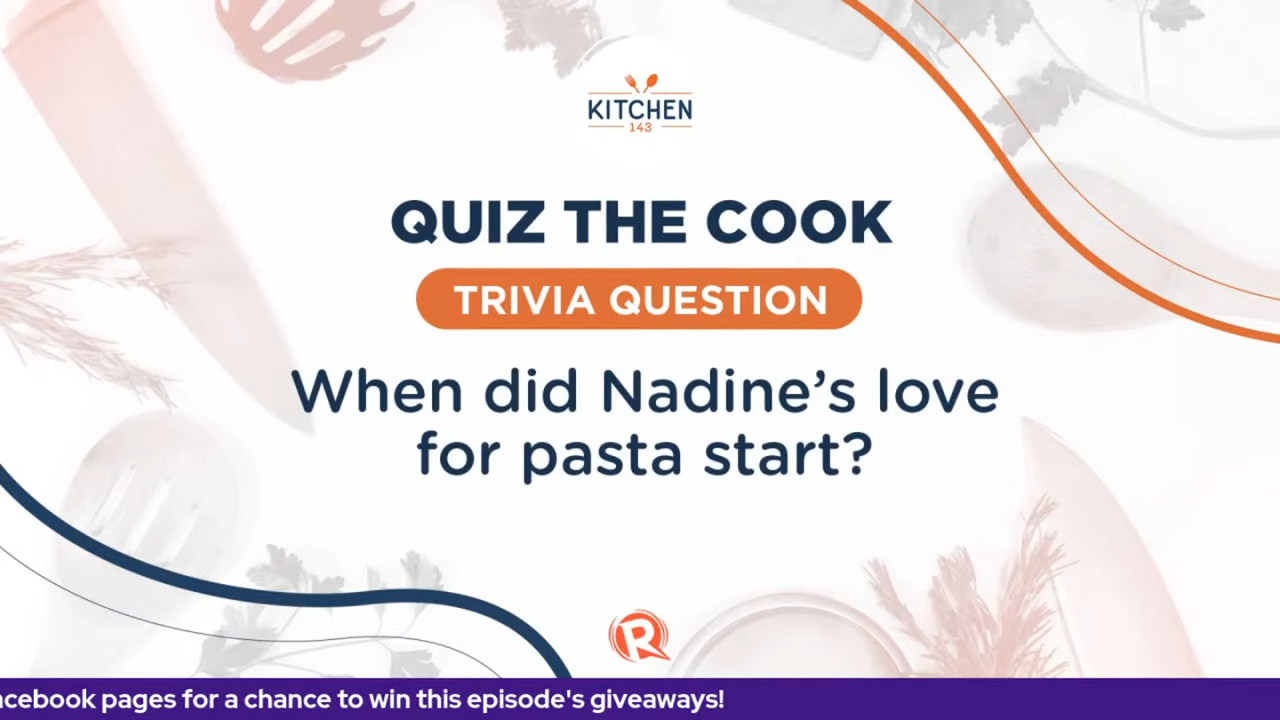 KITCHEN
143
QUIZ THE COOK
TRIVIA QUESTION
When did Nadine's love
for pasta start?
R
acebook pages for a chance to win this episode's giveaways!